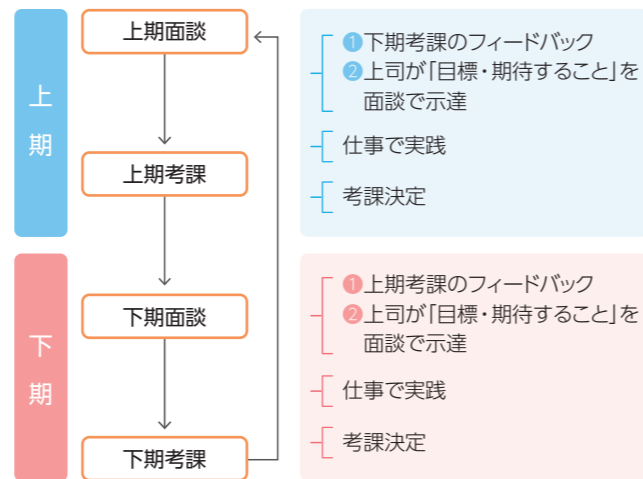 上期
上期面談
上期考課
❶下期考課のフィードバック
❷上司が「目標・期待すること」を
面談で示達
仕事で実践
考課決定
下期
下期面談
下期考課
❶上期考課のフィードバック
❷上司が「目標・期待すること」を
面談で示達
仕事で実践
考課決定